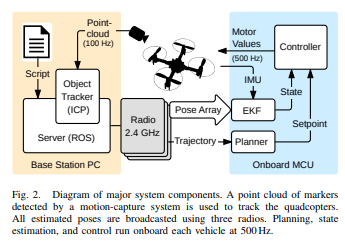 Point-
cloud
(100 Hz)
Motor
Values
(500 Hz)
Controller
Script
Object
Tracker
(ICP)
IMU
State
Server (ROS)
Radio
2.4 GHz
Pose Array
EKF
Setpoint
Trajectory
Planner
Base Station PC
Onboard MCU
Fig. 2. Diagram of major system components. A point cloud of markers
detected by a motion-capture system is used to track the quadcopters.
All estimated poses are broadcasted using three radios. Planning, state
estimation, and control run onboard each vehicle at 500 Hz.